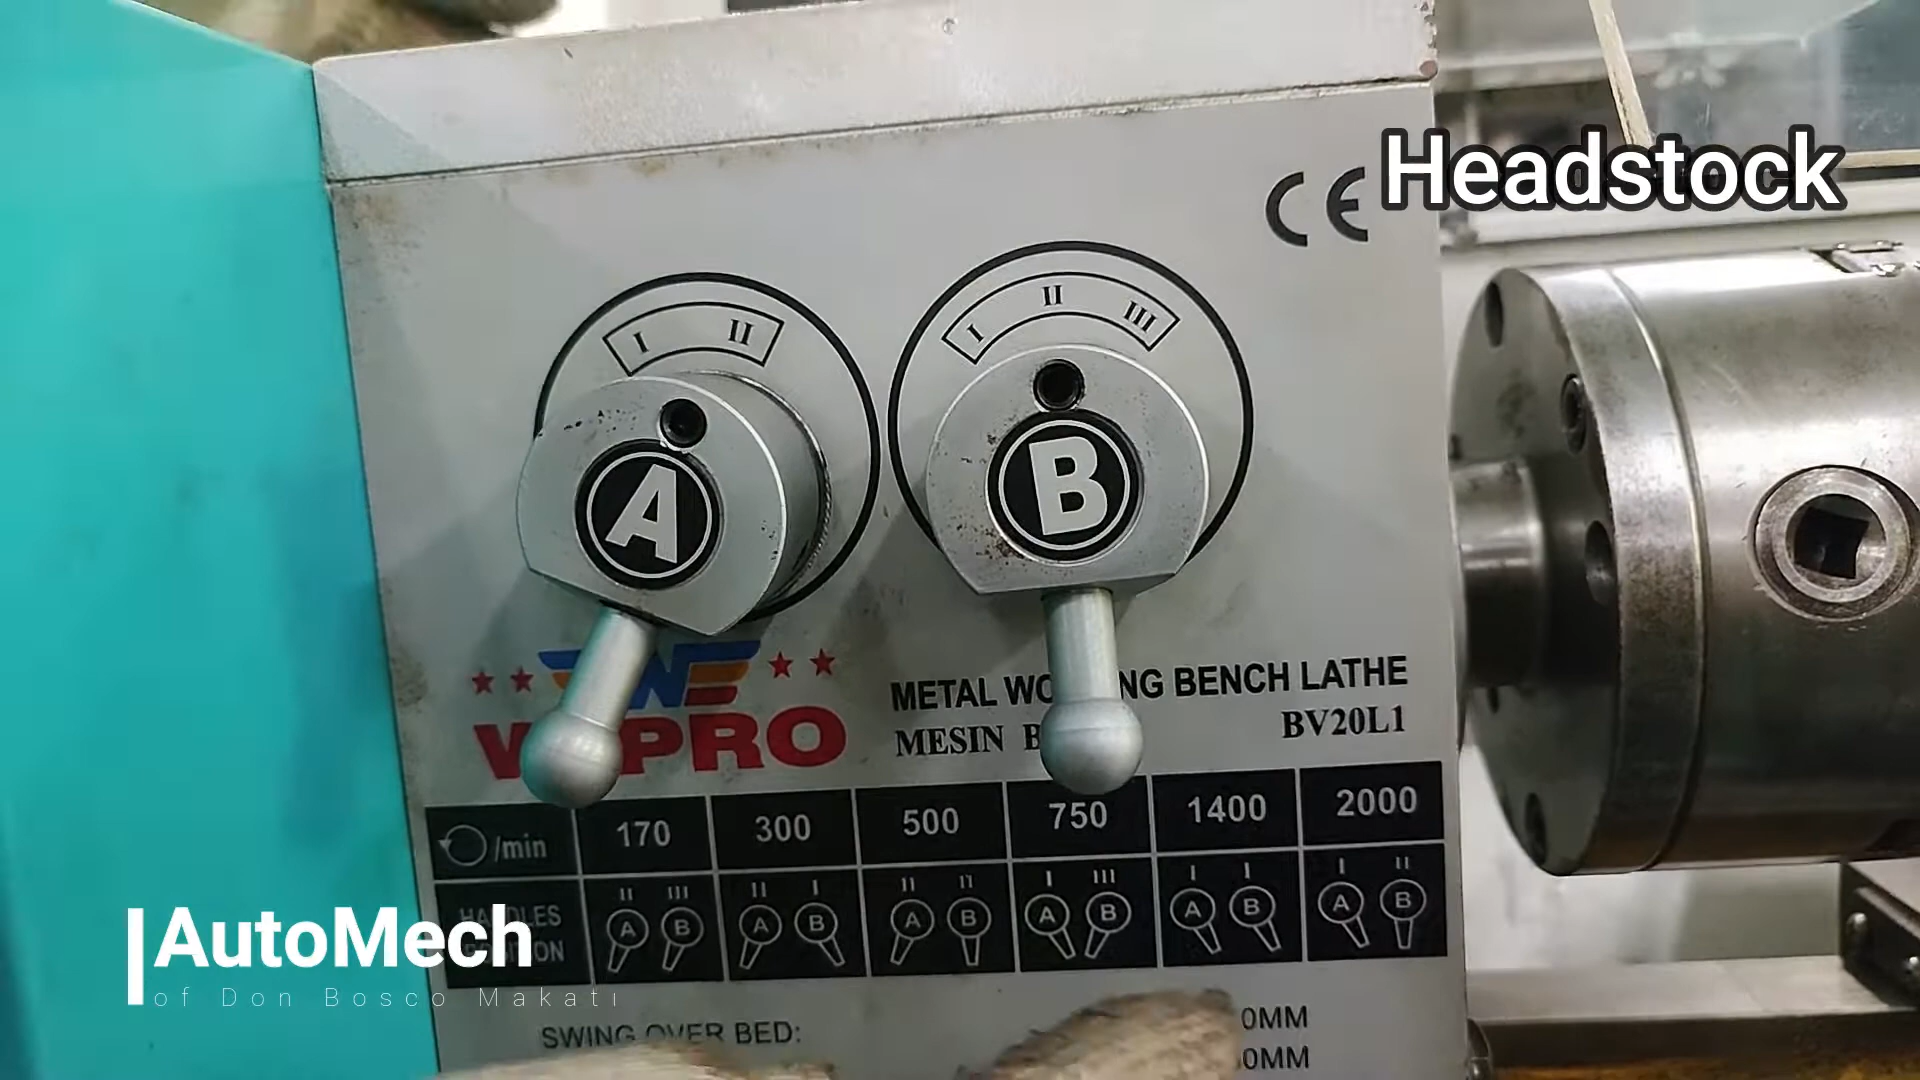 Headstock
CE
I II
I II III
A
B
PRO
METAL WO NG BENCH LATHE
MESIN B
BV20L1
/min 170 300 500 750 1400 2000
II III II I II II I III I I I II
A B A B A B A B A B A B
AutoMech
of Don Bosco Makati
SWING OVER BED:
0MM
0MM